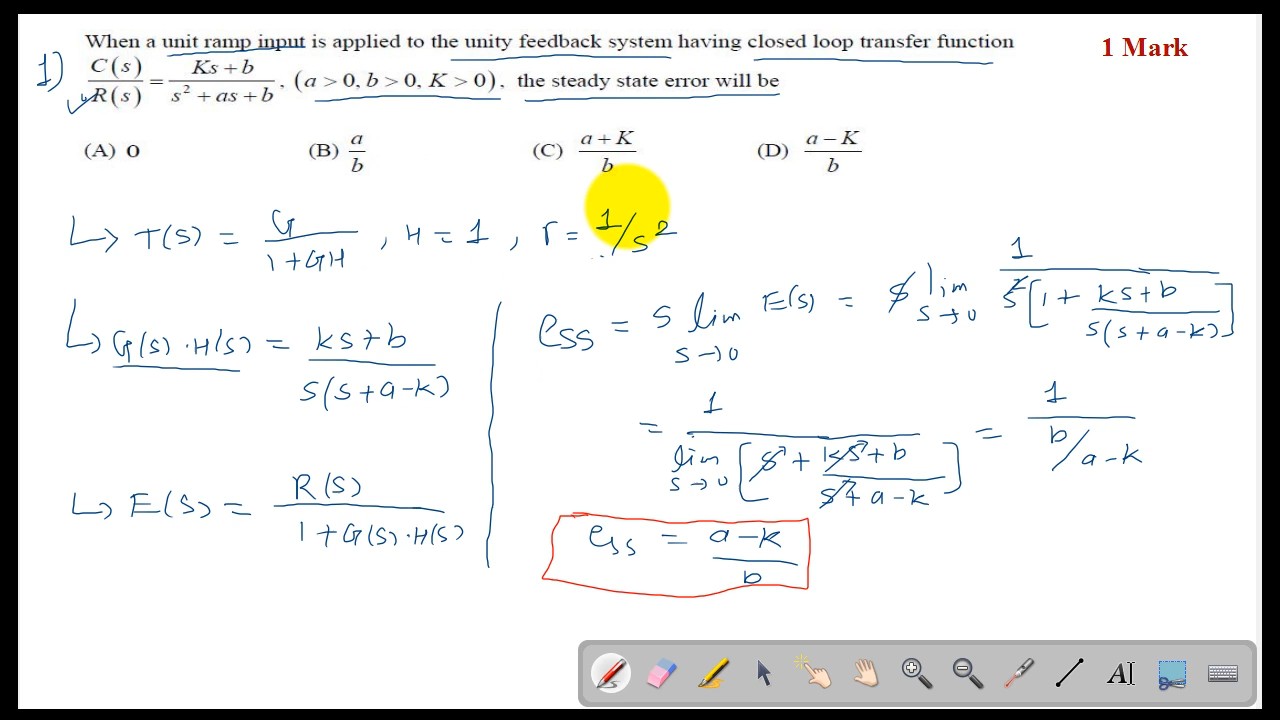 When a unit ramp input is applied to the unity feedback system having closed loop transfer function
1 Mark
1) C(s)/R(s) = (Ks + b)/(s² + as + b), (a > 0, b > 0, K > 0), the steady state error will be
(A) 0 (B) a/b (C) (a + K)/b (D) (a − K)/b
↳ T(s) = G/(1+GH), H = 1, r = 1/s²
↳ G(s)·H(s) = (ks+b)/(s(s+a-k))
ess = s lim s→0 E(s) = s lim s→0 1/(s²[1 + (ks+b)/(s(s+a-k))])
= 1/(lim s→0 [s + (ks+b)/(s+a-k)]) = 1/(b/a-k)
↳ E(s) = R(s)/(1+G(s)·H(s))
ess = (a-k)/b
AI